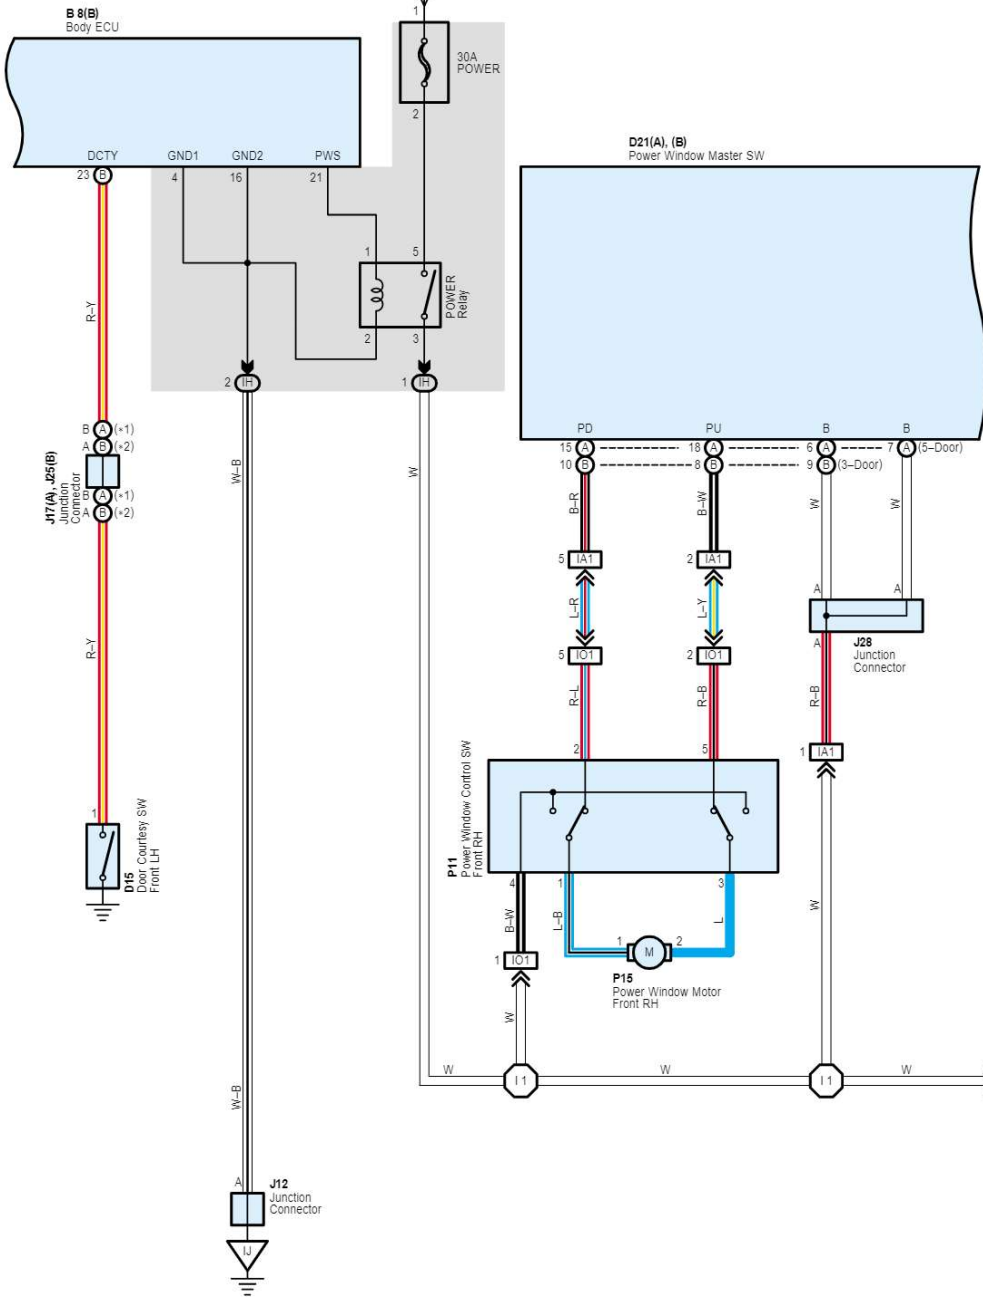 B 8(B)
Body ECU
1
30A
POWER
2
DCTY
GND1
GND2
PWS
23
B
4
16
21
D21(A), (B)
Power Window Master SW
1
5
POWER
Relay
2
3
R–Y
2
IH
1
IH
B
A
(*1)
A
B
(*2)
J17(A), J25(B)
Junction
Connector
B
A
(*1)
A
B
(*2)
W–B
W
PD
PU
B
B
15
A
18
A
6
A
7
A
(5–Door)
10
B
8
B
9
B
(3–Door)
B–R
B–W
W
W
5
IA1
2
IA1
L–R
L–Y
A
A
5
IO1
2
IO1
A
J28
Junction
Connector
R–Y
R–L
R–B
R–B
2
5
1
IA1
P11
Power Window Control SW
Front RH
1
D15
Door Courtesy SW
Front LH
4
1
3
B–W
L–B
L
W
1
2
M
1
IO1
P15
Power Window Motor
Front RH
W
W
W
W
I1
I1
W–B
A
J12
Junction
Connector
IJ